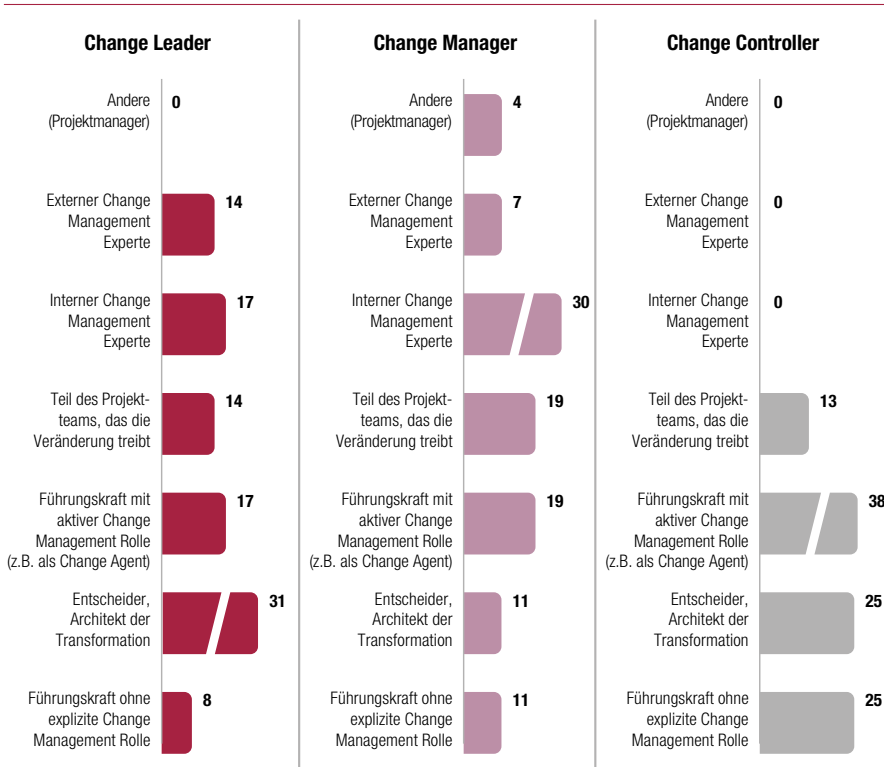 Change Leader
Andere
(Projektmanager)
0
Externer Change
Management
Experte
14
Interner Change
Management
Experte
17
Teil des Projekt-
teams, das die
Veränderung treibt
14
Führungskraft mit
aktiver Change
Management Rolle
(z.B. als Change Agent)
17
Entscheider,
Architekt der
Transformation
31
Führungskraft ohne
explizite Change
Management Rolle
8
Change Manager
Andere
(Projektmanager)
4
Externer Change
Management
Experte
7
Interner Change
Management
Experte
30
Teil des Projekt-
teams, das die
Veränderung treibt
19
Führungskraft mit
aktiver Change
Management Rolle
(z.B. als Change Agent)
19
Entscheider,
Architekt der
Transformation
11
Führungskraft ohne
explizite Change
Management Rolle
11
Change Controller
Andere
(Projektmanager)
0
Externer Change
Management
Experte
0
Interner Change
Management
Experte
0
Teil des Projekt-
teams, das die
Veränderung treibt
13
Führungskraft mit
aktiver Change
Management Rolle
(z.B. als Change Agent)
38
Entscheider,
Architekt der
Transformation
25
Führungskraft ohne
explizite Change
Management Rolle
25